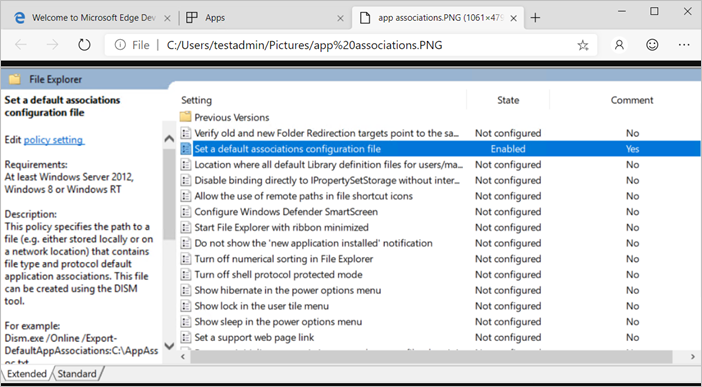 Welcome to Microsoft Edge Dev
Apps
app associations.PNG (1061×479
File
C:/Users/testadmin/Pictures/app%20associations.PNG
File Explorer
Set a default associations
configuration file
Edit policy setting
Requirements:
At least Windows Server 2012,
Windows 8 or Windows RT
Description:
This policy specifies the path to a
file (e.g. either stored locally or on
a network location) that contains
file type and protocol default
application associations. This file
can be created using the DISM
tool.
For example:
Dism.exe /Online /Export-
DefaultAppAssociations:C:\AppAss
oc.txt
Setting State Comment
Previous Versions
Verify old and new Folder Redirection targets point to the sa... Not configured No
Set a default associations configuration file Enabled Yes
Location where all default Library definition files for users/ma... Not configured No
Disable binding directly to IPropertySetStorage without inter... Not configured No
Allow the use of remote paths in file shortcut icons Not configured No
Configure Windows Defender SmartScreen Not configured No
Start File Explorer with ribbon minimized Not configured No
Do not show the 'new application installed' notification Not configured No
Turn off numerical sorting in File Explorer Not configured No
Turn off shell protocol protected mode Not configured No
Show hibernate in the power options menu Not configured No
Show lock in the user tile menu Not configured No
Show sleep in the power options menu Not configured No
Set a support web page link Not configured No
Extended Standard